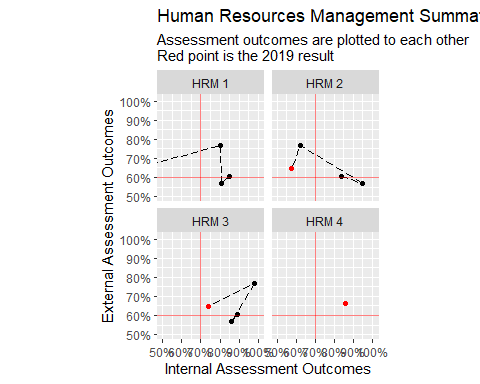 Human Resources Management Summa
Assessment outcomes are plotted to each other
Red point is the 2019 result
HRM 1
HRM 2
100%
90%
80%
70%
60%
50%
HRM 3
HRM 4
100%
90%
80%
70%
60%
50%
External Assessment Outcomes
50% 60% 70% 80% 90% 100%
50% 60% 70% 80% 90% 100%
Internal Assessment Outcomes